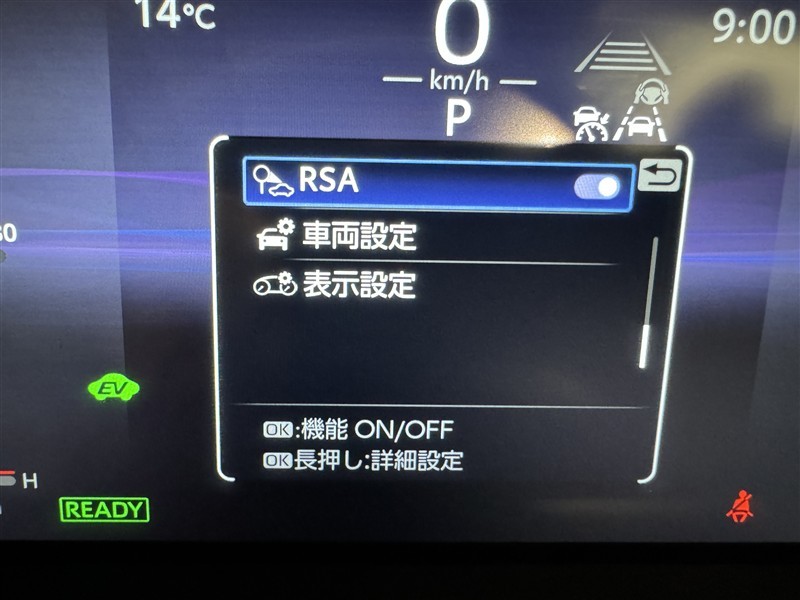 14°C
0
9:00
km/h
P
RSA
車両設定
表示設定
EV
OK:機能 ON/OFF
OK長押し:詳細設定
H
READY